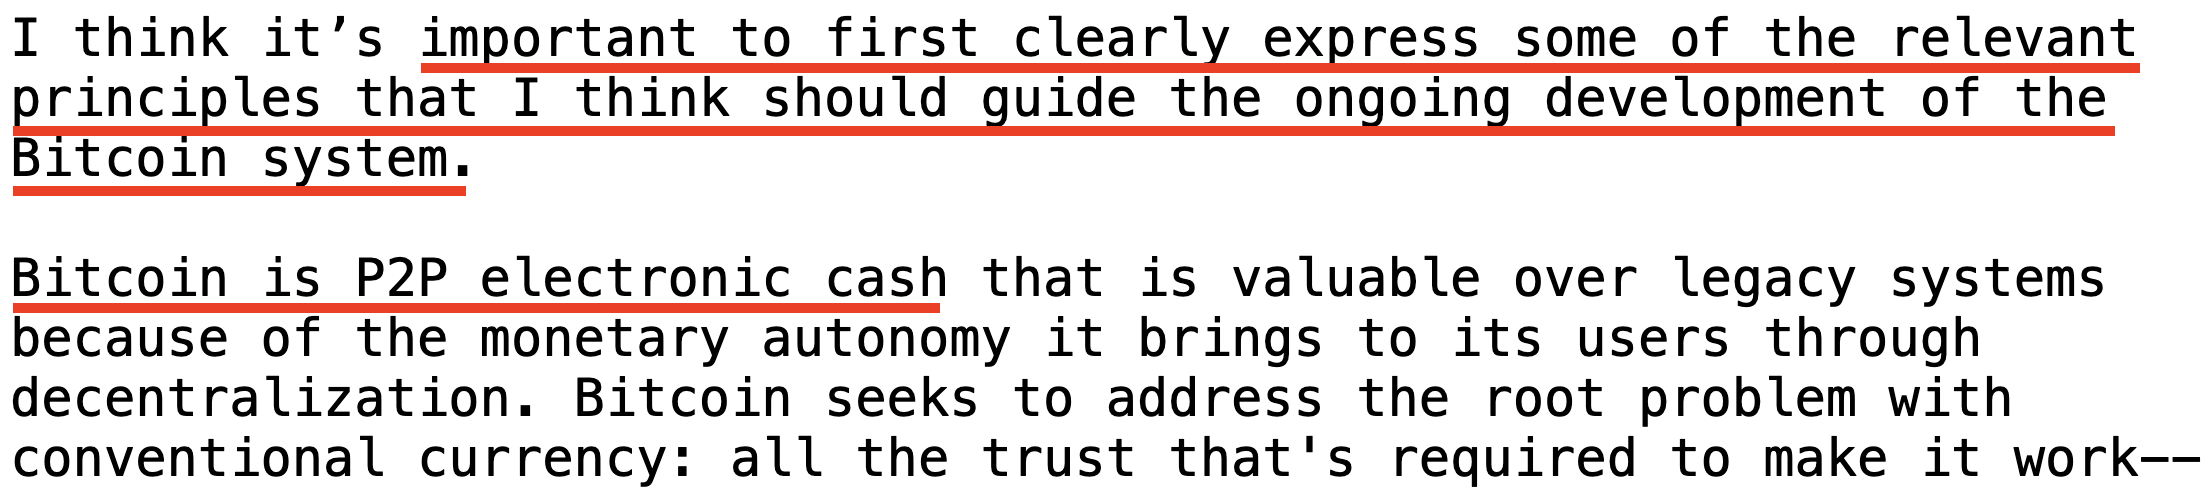 I think it’s important to first clearly express some of the relevant
principles that I think should guide the ongoing development of the
Bitcoin system.
Bitcoin is P2P electronic cash that is valuable over legacy systems
because of the monetary autonomy it brings to its users through
decentralization. Bitcoin seeks to address the root problem with
conventional currency: all the trust that's required to make it work--